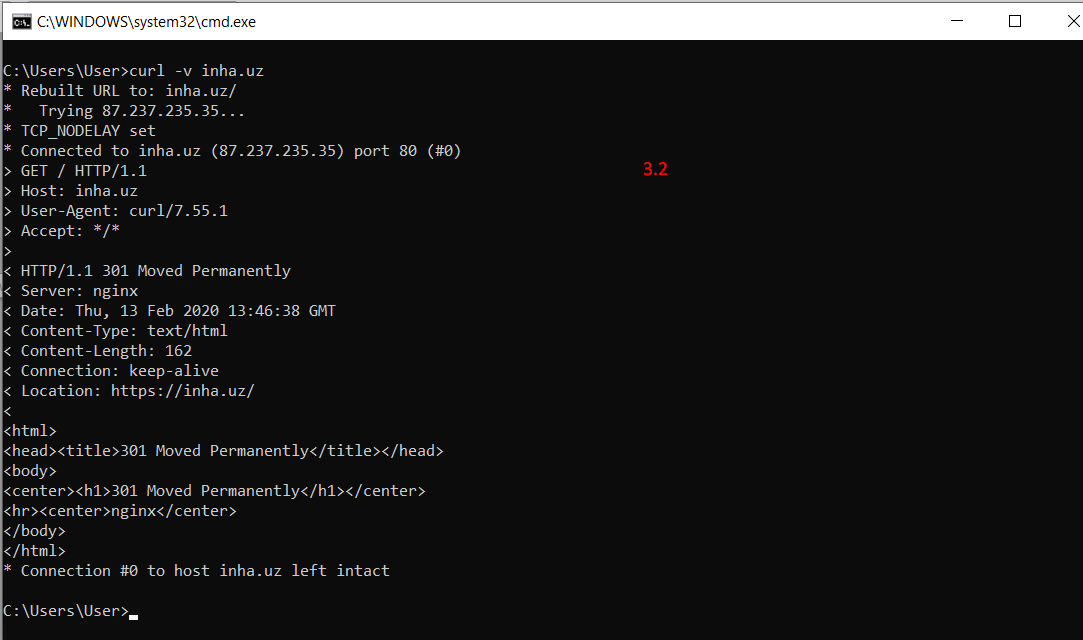 C:\WINDOWS\system32\cmd.exe
C:\Users\User>curl -v inha.uz
* Rebuilt URL to: inha.uz/
*   Trying 87.237.235.35...
* TCP_NODELAY set
* Connected to inha.uz (87.237.235.35) port 80 (#0)
> GET / HTTP/1.1
3.2
> Host: inha.uz
> User-Agent: curl/7.55.1
> Accept: */*
>
< HTTP/1.1 301 Moved Permanently
< Server: nginx
< Date: Thu, 13 Feb 2020 13:46:38 GMT
< Content-Type: text/html
< Content-Length: 162
< Connection: keep-alive
< Location: https://inha.uz/
<
<html>
<head><title>301 Moved Permanently</title></head>
<body>
<center><h1>301 Moved Permanently</h1></center>
<hr><center>nginx</center>
</body>
</html>
* Connection #0 to host inha.uz left intact
C:\Users\User>